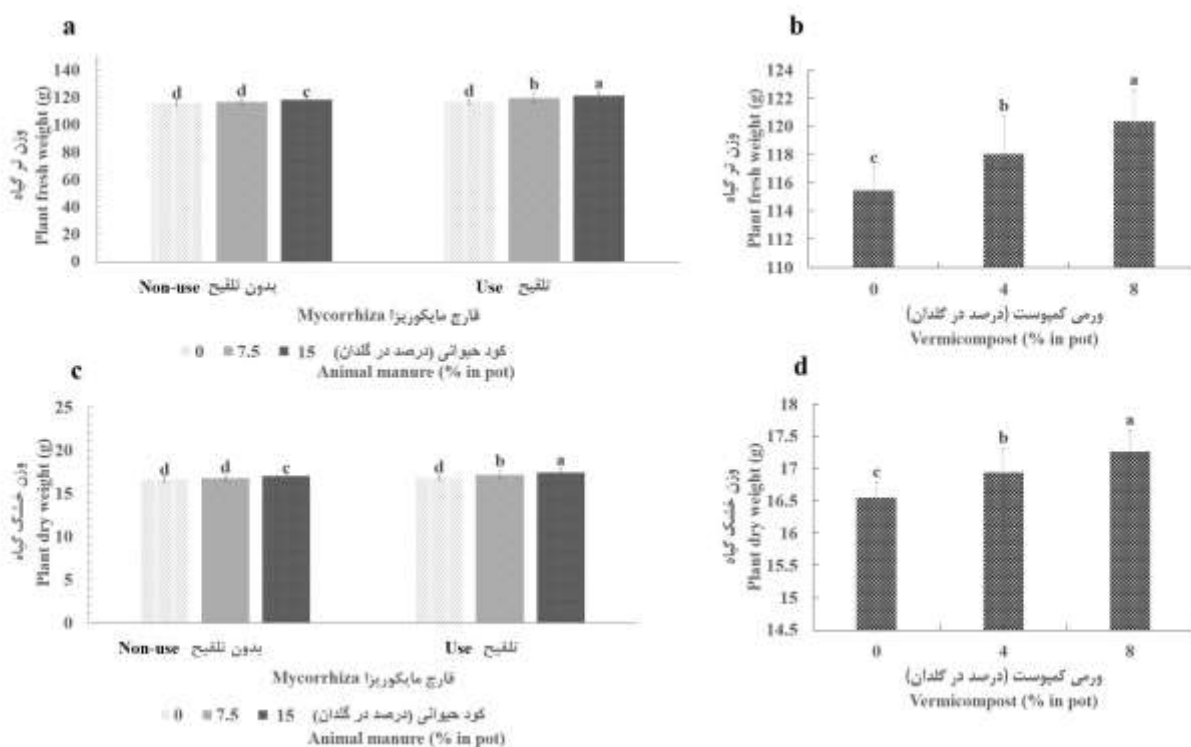 a
140
120
100
80
60
40
20
0
وزن تر گیاه
Plant fresh weight (g)
d d c d b a
Non-use بدون تلقیح
Use تلقیح
Mycorrhiza قارچ مایکوریزا
0 7.5 15 کود حیوانی (درصد در گلدان)
Animal manure (% in pot)
b
124
122
120
118
116
114
112
110
وزن تر گیاه
Plant fresh weight (g)
c b a
0 4 8
ورمی کمپوست (درصد در گلدان)
Vermicompost (% in pot)
c
25
20
15
10
5
0
وزن خشک گیاه
Plant dry weight (g)
d d c d b a
Non-use بدون تلقیح
Use تلقیح
Mycorrhiza قارچ مایکوریزا
0 7.5 15 کود حیوانی (درصد در گلدان)
Animal manure (% in pot)
d
18
17.5
17
16.5
16
15.5
15
14.5
وزن خشک گیاه
Plant dry weight (g)
c b a
0 4 8
ورمی کمپوست (درصد در گلدان)
Vermicompost (% in pot)